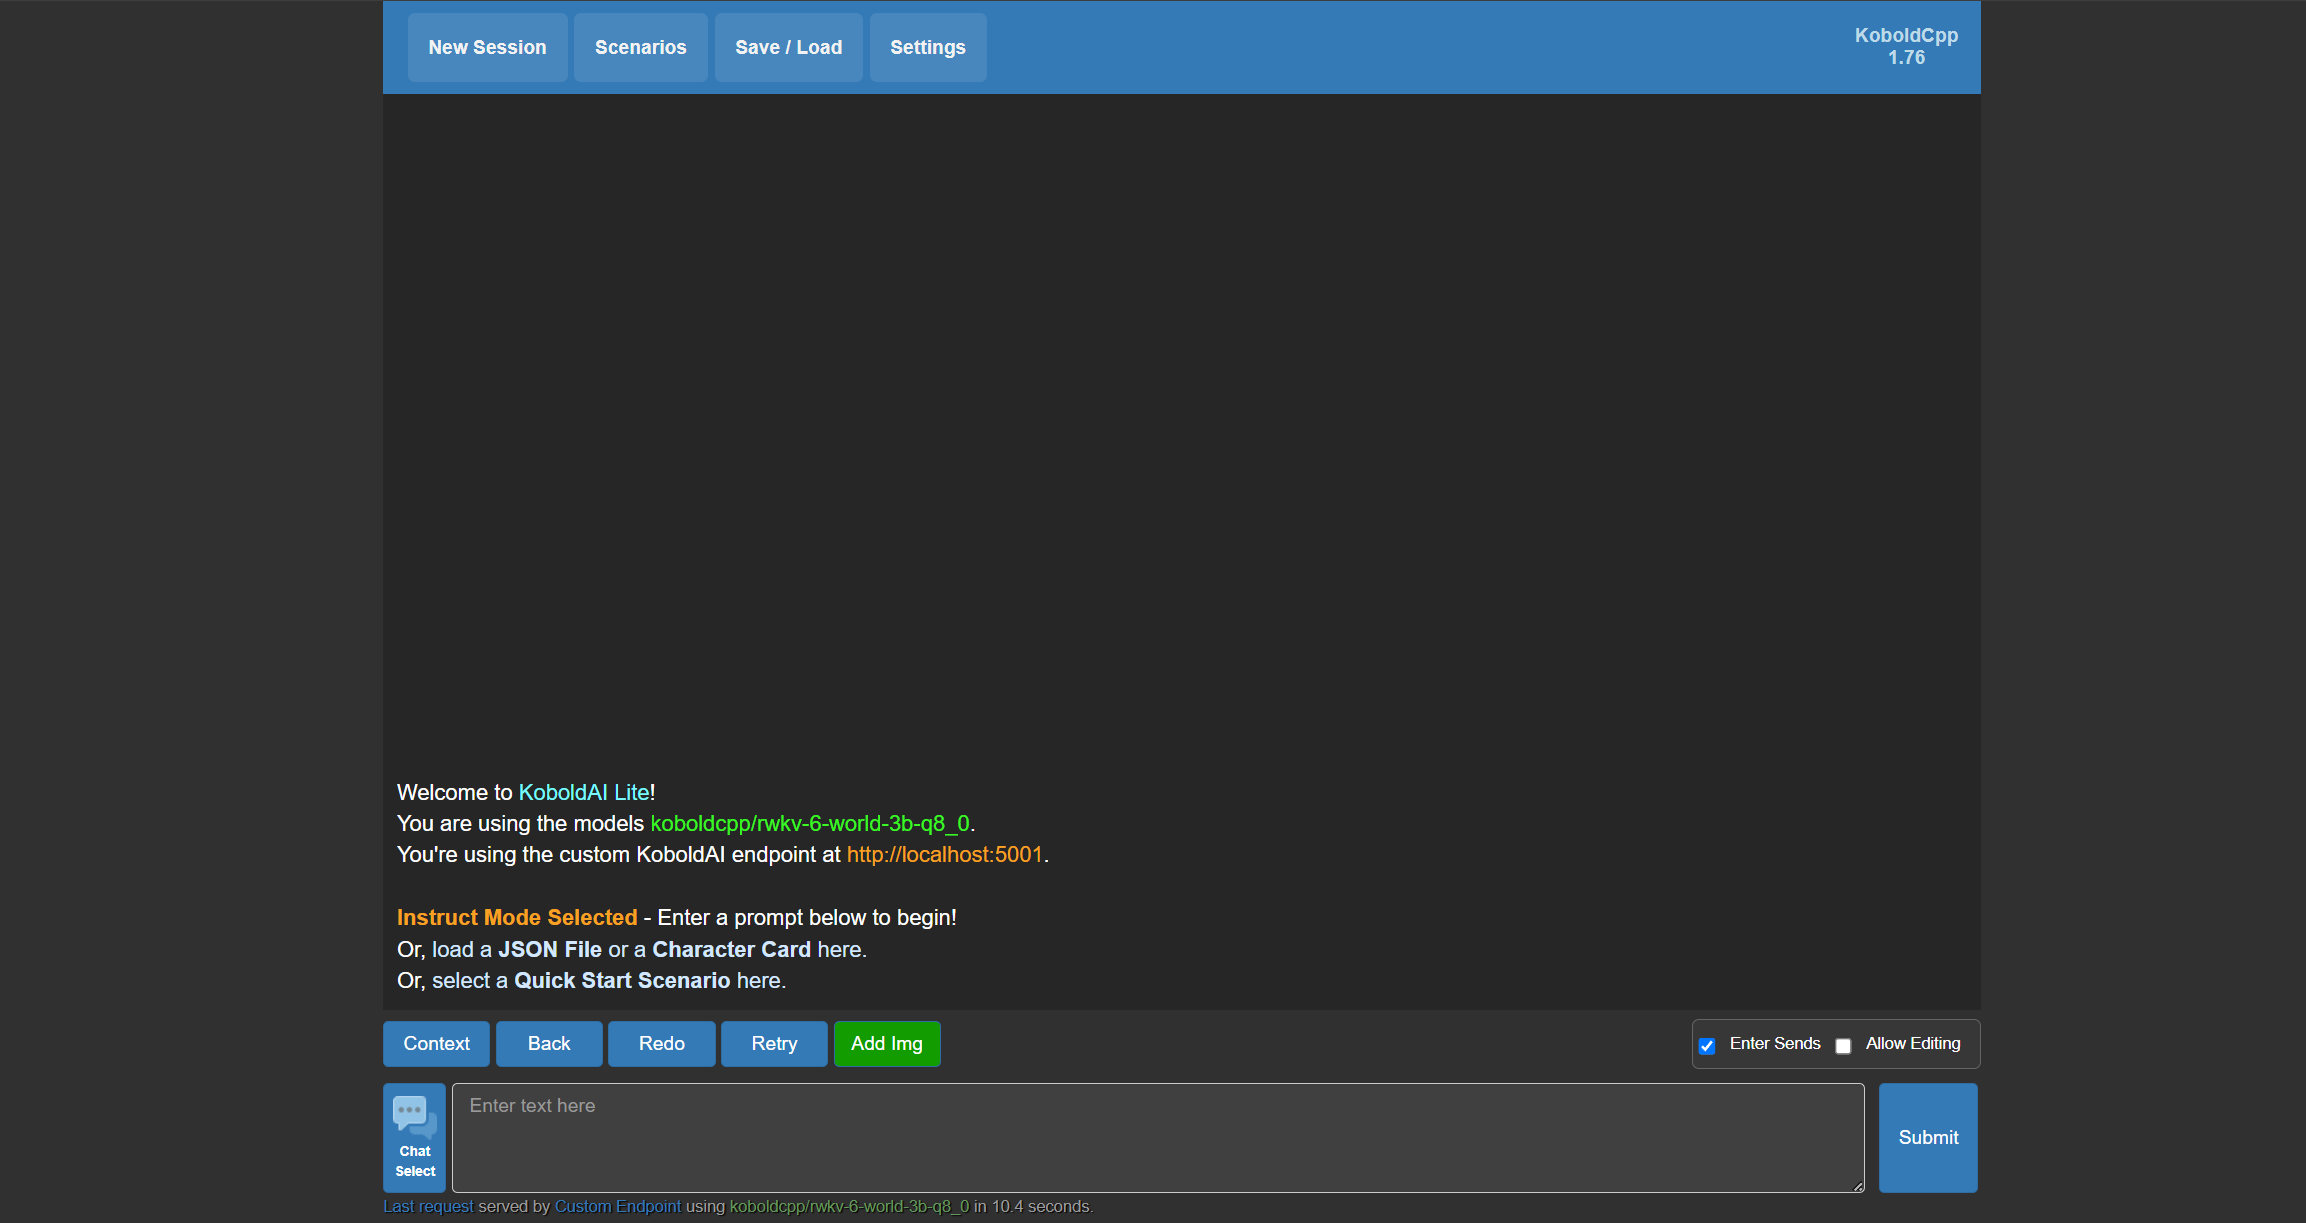 New Session
Scenarios
Save / Load
Settings
KoboldCpp
1.76
Welcome to KoboldAI Lite!
You are using the models koboldcpp/rwkv-6-world-3b-q8_0.
You're using the custom KoboldAI endpoint at http://localhost:5001.
Instruct Mode Selected - Enter a prompt below to begin!
Or, load a JSON File or a Character Card here.
Or, select a Quick Start Scenario here.
Context
Back
Redo
Retry
Add Img
Enter Sends
Allow Editing
Chat
Select
Enter text here
Submit
Last request served by Custom Endpoint using koboldcpp/rwkv-6-world-3b-q8_0 in 10.4 seconds.